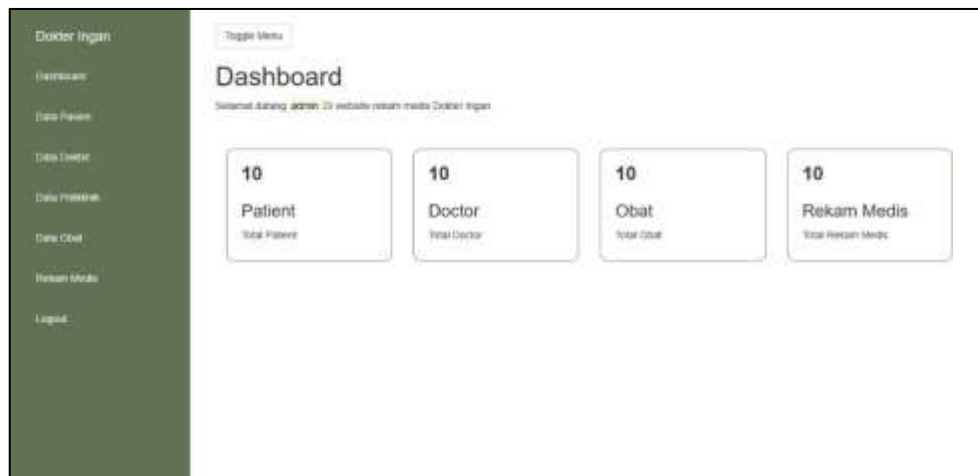 Dokter Ingan
Toggle Menu
Dashboard
Dashboard
Selamat datang admin Di website rekam medis Dokter Ingan
Data Pasien
Data Dokter
Data Poliklinik
Data Obat
Rekam Medis
Logout
10
Patient
Total Patient
10
Doctor
Total Doctor
10
Obat
Total Obat
10
Rekam Medis
Total Rekam Medis